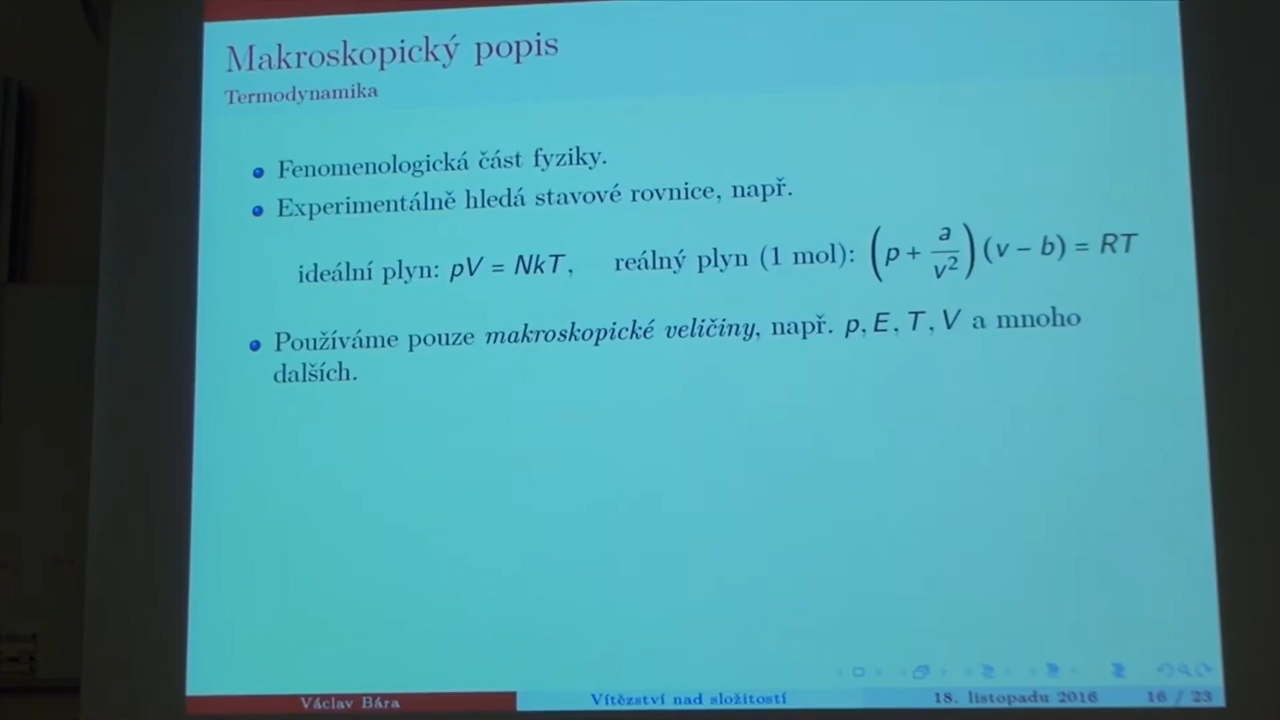 Makroskopický popis
Termodynamika
Fenomenologická část fyziky.
Experimentálně hledá stavové rovnice, např.
ideální plyn: pV = NkT, reálný plyn (1 mol): (p + a/v²)(v − b) = RT
Používáme pouze makroskopické veličiny, např. p, E, T, V a mnoho
dalších.
Václav Bára Vítězství nad složitostí 18. listopadu 2016 16 / 23